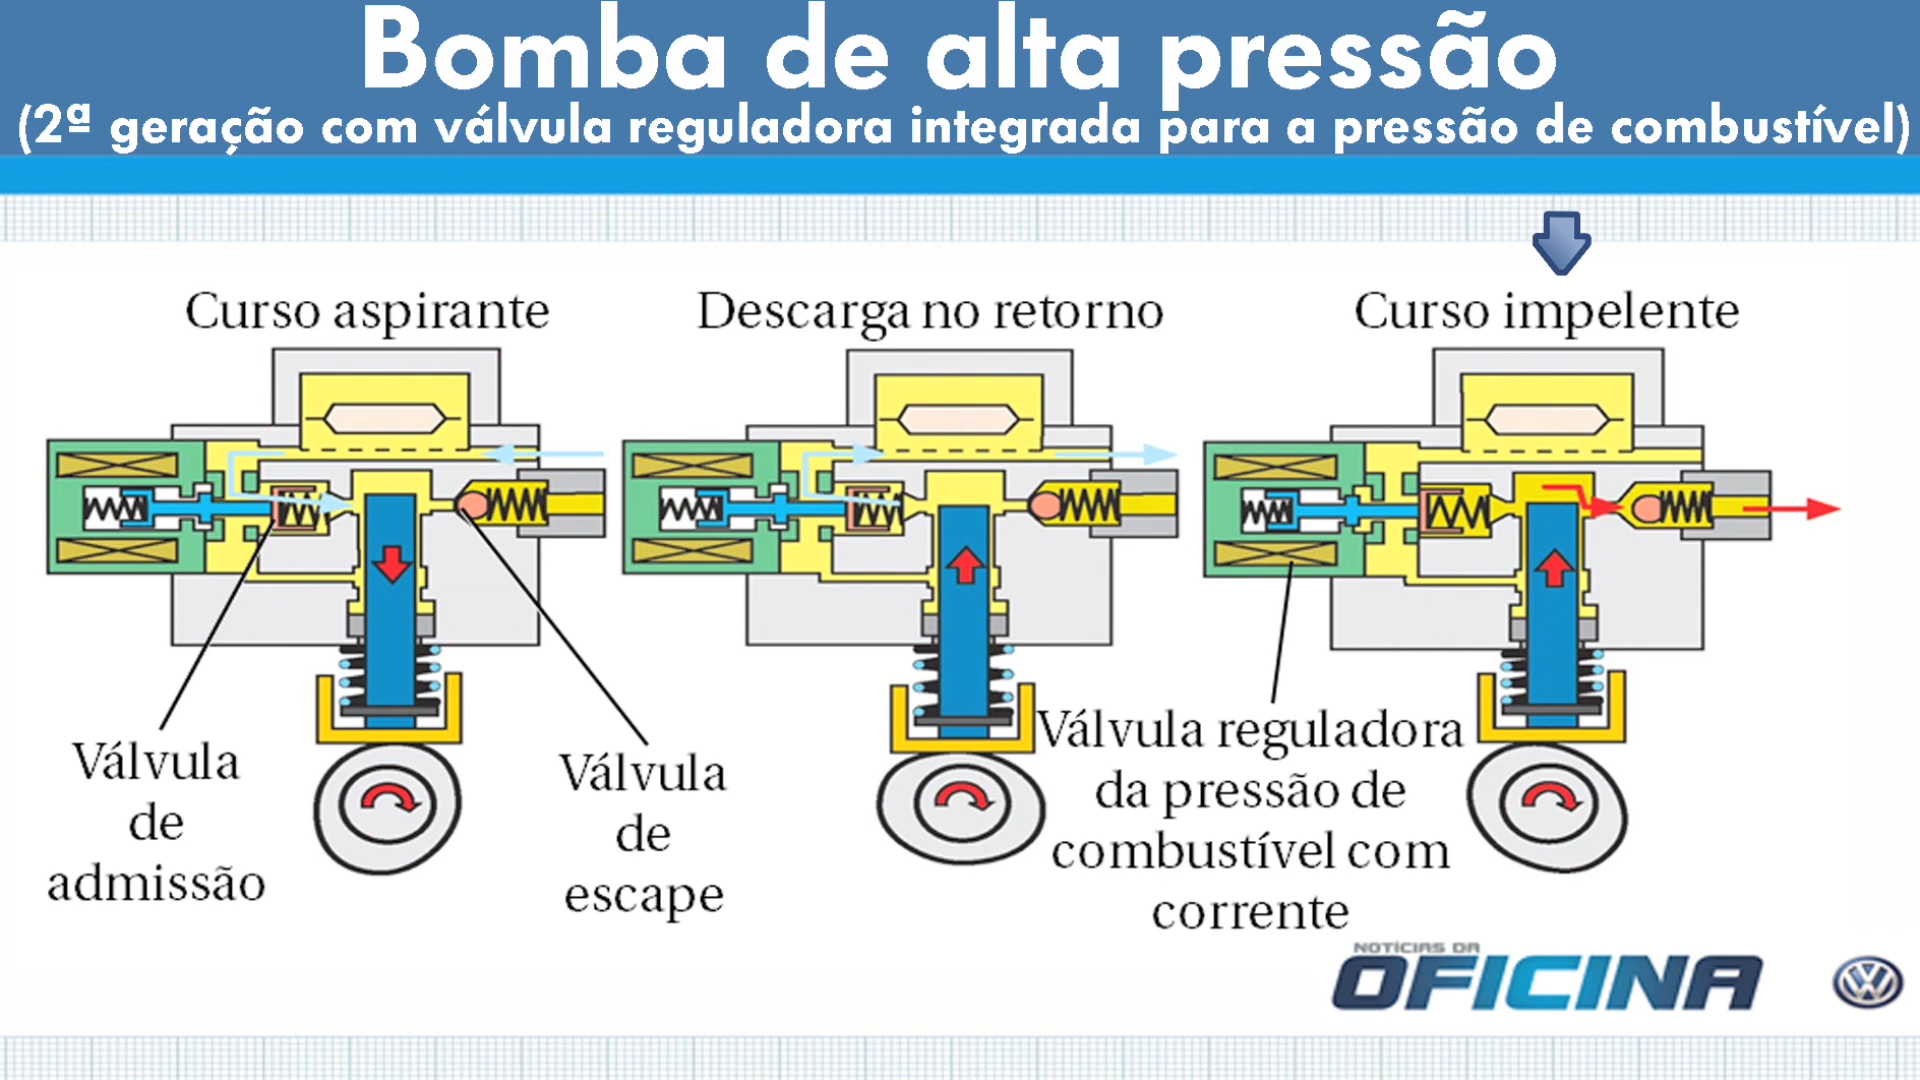 Bomba de alta pressão
(2ª geração com válvula reguladora integrada para a pressão de combustível)
Curso aspirante
Descarga no retorno
Curso impelente
Válvula
de
admissão
Válvula
de
escape
Válvula reguladora
da pressão de
combustível com
corrente
NOTÍCIAS DA
OFICINA